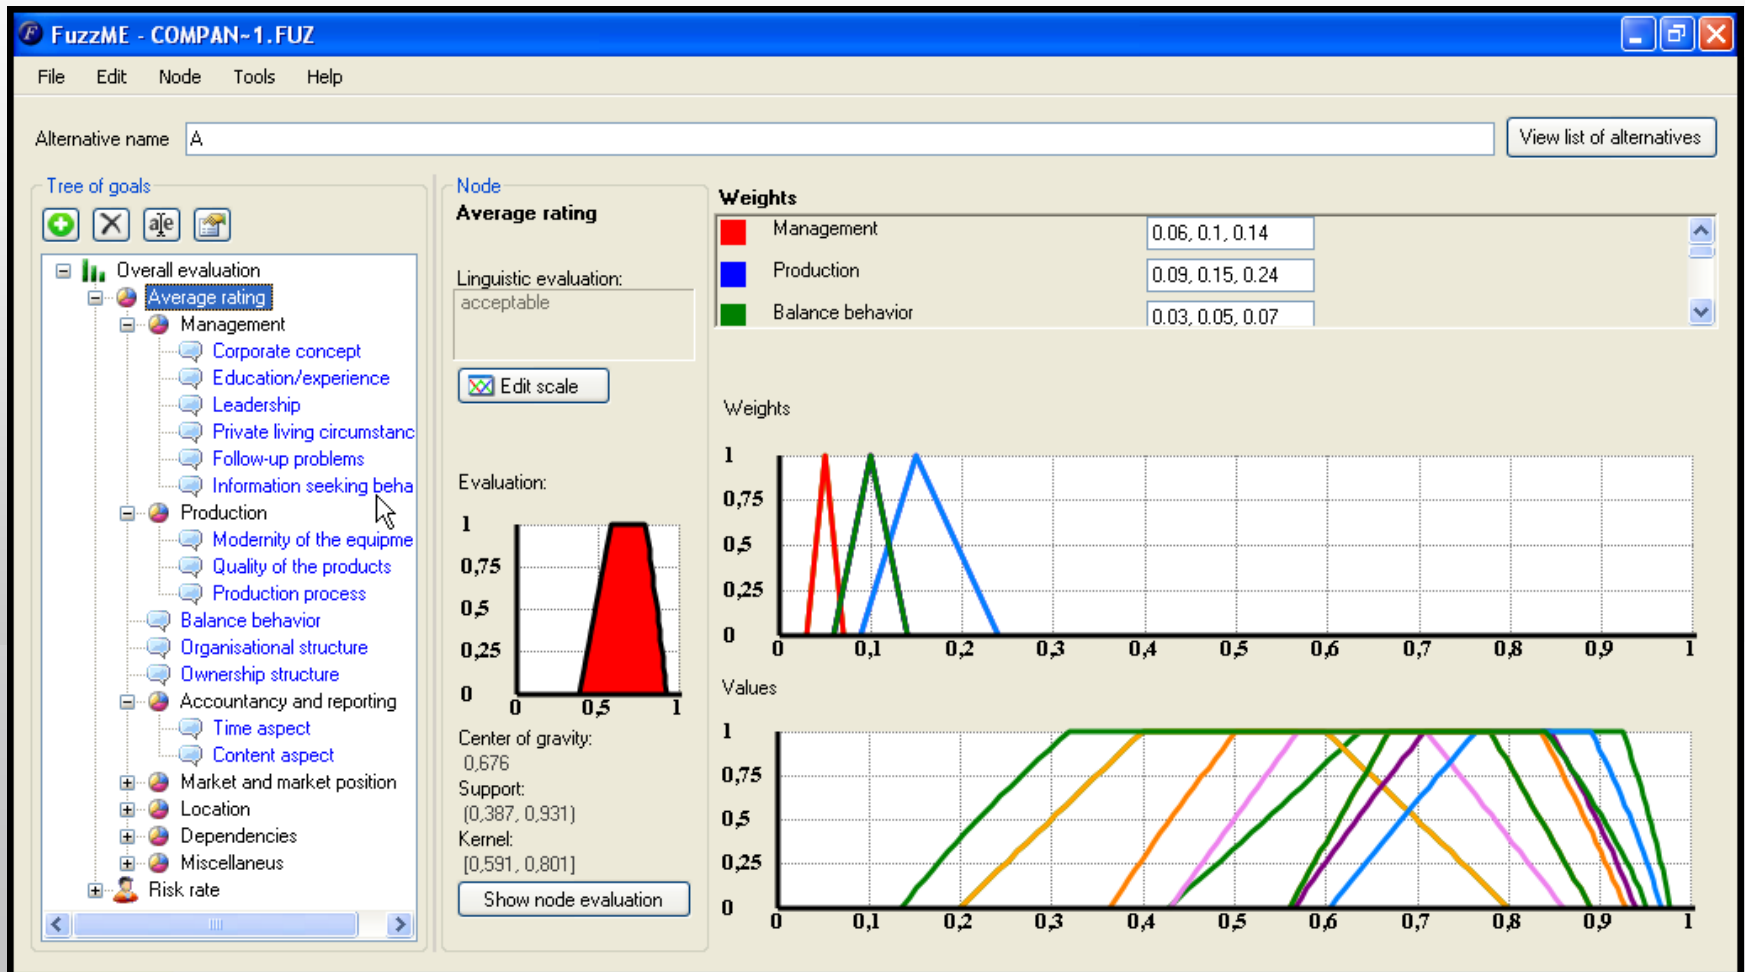 FuzzME - COMPAN~1.FUZ
File Edit Node Tools Help
Alternative name A View list of alternatives
Tree of goals
aje
Overall evaluation
Average rating
Management
Corporate concept
Education/experience
Leadership
Private living circumstanc
Follow-up problems
Information seeking beha
Production
Modernity of the equipme
Quality of the products
Production process
Balance behavior
Organisational structure
Ownership structure
Accountancy and reporting
Time aspect
Content aspect
Market and market position
Location
Dependencies
Miscellaneus
Risk rate
Node
Average rating
Linguistic evaluation:
acceptable
Edit scale
Evaluation:
1
0,75
0,5
0,25
0
0 0,5 1
Center of gravity:
0,676
Support:
(0,387, 0,931)
Kernel:
[0,591, 0,801]
Show node evaluation
Weights
Management 0.06, 0.1, 0.14
Production 0.09, 0.15, 0.24
Balance behavior 0.03, 0.05, 0.07
Weights
1
0,75
0,5
0,25
0
0 0,1 0,2 0,3 0,4 0,5 0,6 0,7 0,8 0,9 1
Values
1
0,75
0,5
0,25
0
0 0,1 0,2 0,3 0,4 0,5 0,6 0,7 0,8 0,9 1